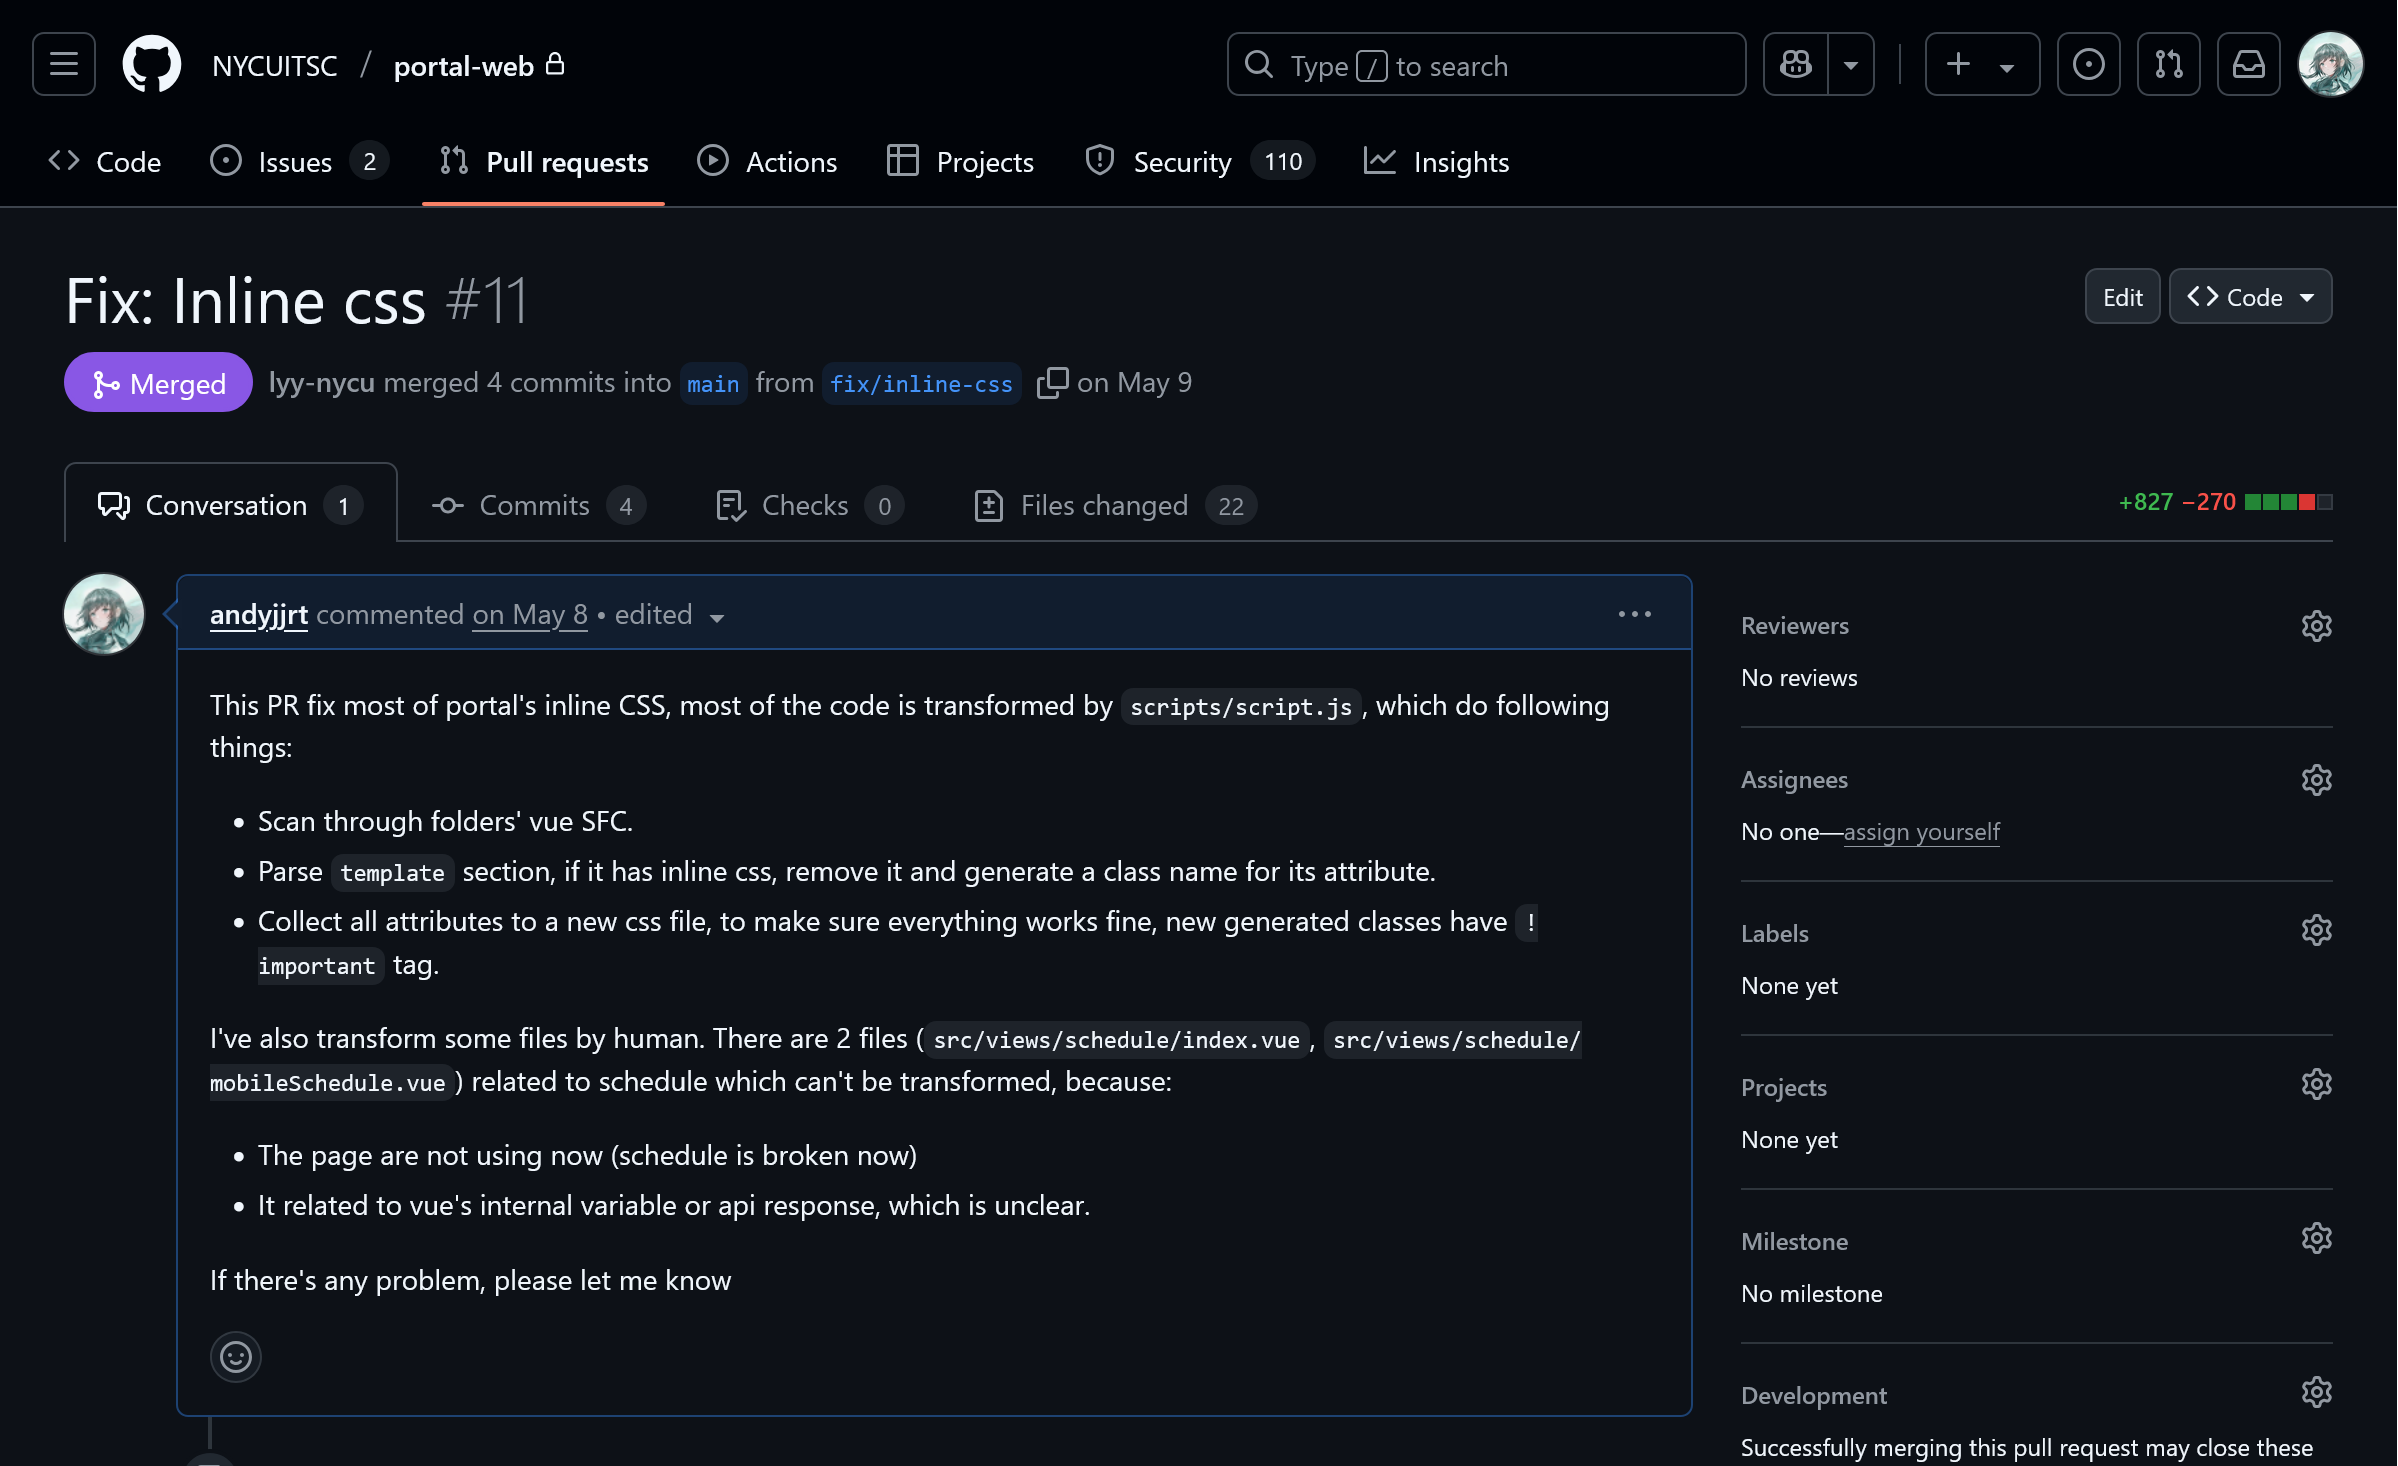 NYCUITSC / portal-web
Type / to search
Code
Issues 2
Pull requests
Actions
Projects
Security 110
Insights
Fix: Inline css #11
Edit
Code
Merged
lyy-nycu merged 4 commits into main from fix/inline-css on May 9
Conversation 1
Commits 4
Checks 0
Files changed 22
+827 −270
andyjjrt commented on May 8 • edited
This PR fix most of portal's inline CSS, most of the code is transformed by scripts/script.js, which do following
things:
• Scan through folders' vue SFC.
• Parse template section, if it has inline css, remove it and generate a class name for its attribute.
• Collect all attributes to a new css file, to make sure everything works fine, new generated classes have !
important tag.
I've also transform some files by human. There are 2 files (src/views/schedule/index.vue, src/views/schedule/
mobileSchedule.vue) related to schedule which can't be transformed, because:
• The page are not using now (schedule is broken now)
• It related to vue's internal variable or api response, which is unclear.
If there's any problem, please let me know
Reviewers
No reviews
Assignees
No one—assign yourself
Labels
None yet
Projects
None yet
Milestone
No milestone
Development
Successfully merging this pull request may close these